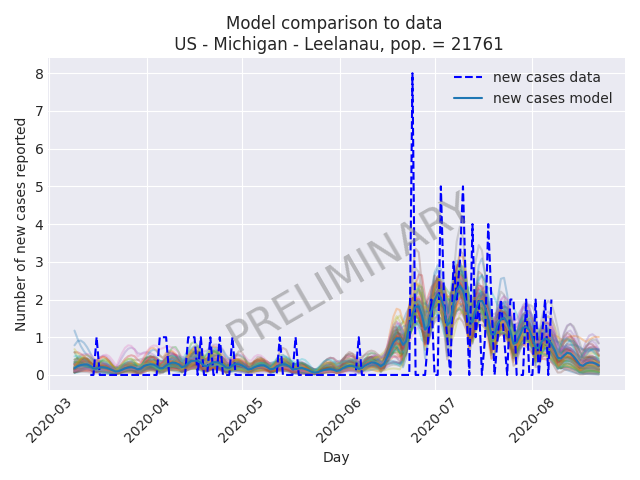 Model comparison to data
US - Michigan - Leelanau, pop. = 21761
new cases data
new cases model
PRELIMINARY
Number of new cases reported
8
7
6
5
4
3
2
1
0
2020-03
2020-04
2020-05
2020-06
2020-07
2020-08
Day